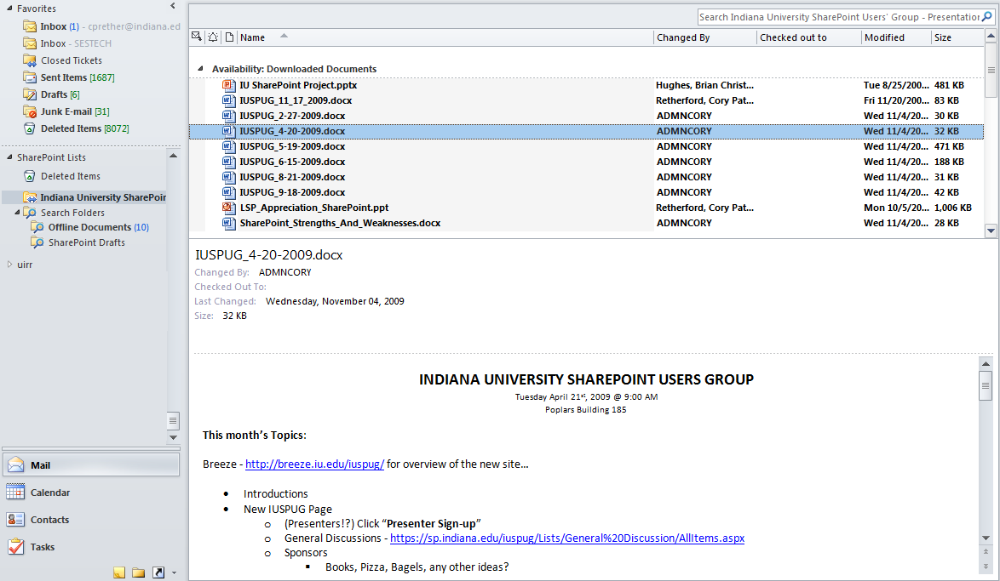 Favorites
Inbox (1) - cprether@indiana.ed
Inbox - SESTECH
Closed Tickets
Sent Items [1687]
Drafts [6]
Junk E-mail [31]
Deleted Items [8072]
SharePoint Lists
Deleted Items
Indiana University SharePoin
Search Folders
Offline Documents (10)
SharePoint Drafts
uirr
Mail
Calendar
Contacts
Tasks
Search Indiana University SharePoint Users' Group - Presentation
Name Changed By Checked out to Modified Size
Availability: Downloaded Documents
IU SharePoint Project.pptx Hughes, Brian Christ... Tue 8/25/200... 481 KB
IUSPUG_11_17_2009.docx Retherford, Cory Pat... Fri 11/20/200... 83 KB
IUSPUG_2-27-2009.docx ADMNCORY Wed 11/4/20... 30 KB
IUSPUG_4-20-2009.docx ADMNCORY Wed 11/4/20... 32 KB
IUSPUG_5-19-2009.docx ADMNCORY Wed 11/4/20... 471 KB
IUSPUG_6-15-2009.docx ADMNCORY Wed 11/4/20... 188 KB
IUSPUG_8-21-2009.docx ADMNCORY Wed 11/4/20... 31 KB
IUSPUG_9-18-2009.docx ADMNCORY Wed 11/4/20... 42 KB
LSP_Appreciation_SharePoint.ppt Retherford, Cory Pat... Mon 10/5/20... 1,006 KB
SharePoint_Strengths_And_Weaknesses.docx ADMNCORY Wed 11/4/20... 28 KB
IUSPUG_4-20-2009.docx
Changed By: ADMNCORY
Checked Out To:
Last Changed: Wednesday, November 04, 2009
Size: 32 KB
INDIANA UNIVERSITY SHAREPOINT USERS GROUP
Tuesday April 21st, 2009 @ 9:00 AM
Poplars Building 185
This month's Topics:
Breeze - http://breeze.iu.edu/iuspug/ for overview of the new site...
• Introductions
• New IUSPUG Page
o (Presenters!?) Click “Presenter Sign-up”
o General Discussions - https://sp.indiana.edu/iuspug/Lists/General%20Discussion/AllItems.aspx
o Sponsors
▪ Books, Pizza, Bagels, any other ideas?